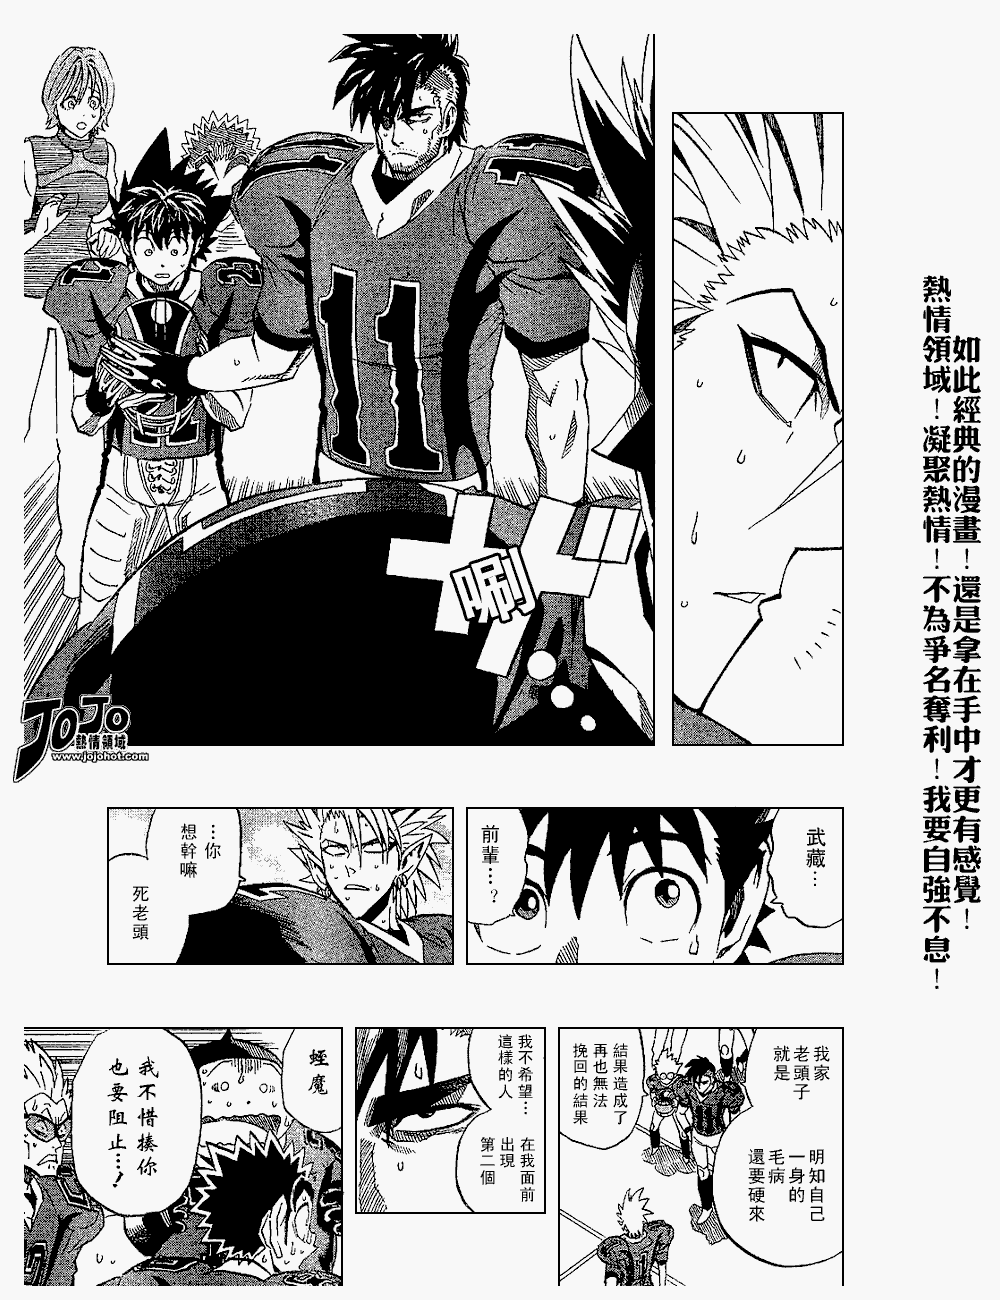 如此經典的漫畫！還是拿在手中才更有感覺！
熱情領域！凝聚熱情！不為爭名奪利！我要自強不息！
唰
JOJO
熱情領域
www.jojohot.com
武藏…
前輩…？
…你
想幹嘛
死老頭
我家
老頭子
就是
明知自己
一身的
毛病
還要硬來
結果造成了
再也無法
挽回的結果
我不希望…
這樣的人
在我面前
出現
第二個
蛭魔
我不惜揍你
也要阻止…！